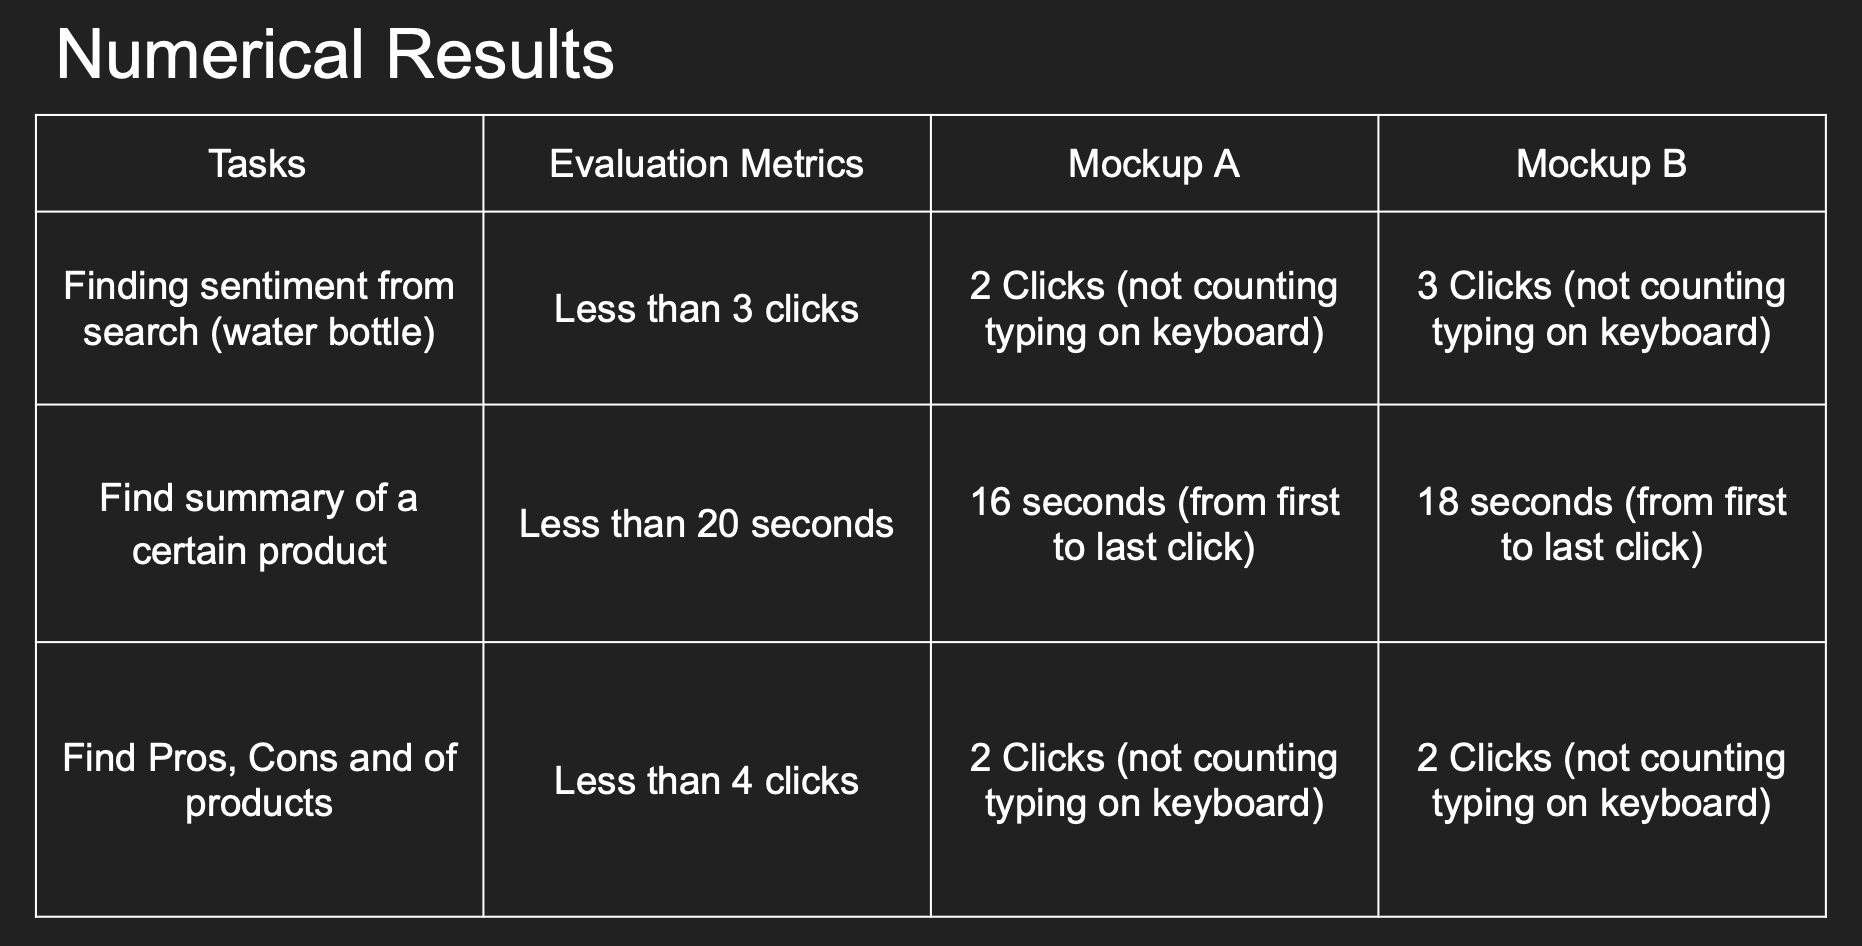 Numerical Results
Tasks
Evaluation Metrics
Mockup A
Mockup B
Finding sentiment from
search (water bottle)
Less than 3 clicks
2 Clicks (not counting
typing on keyboard)
3 Clicks (not counting
typing on keyboard)
Find summary of a
certain product
Less than 20 seconds
16 seconds (from first
to last click)
18 seconds (from first
to last click)
Find Pros, Cons and of
products
Less than 4 clicks
2 Clicks (not counting
typing on keyboard)
2 Clicks (not counting
typing on keyboard)